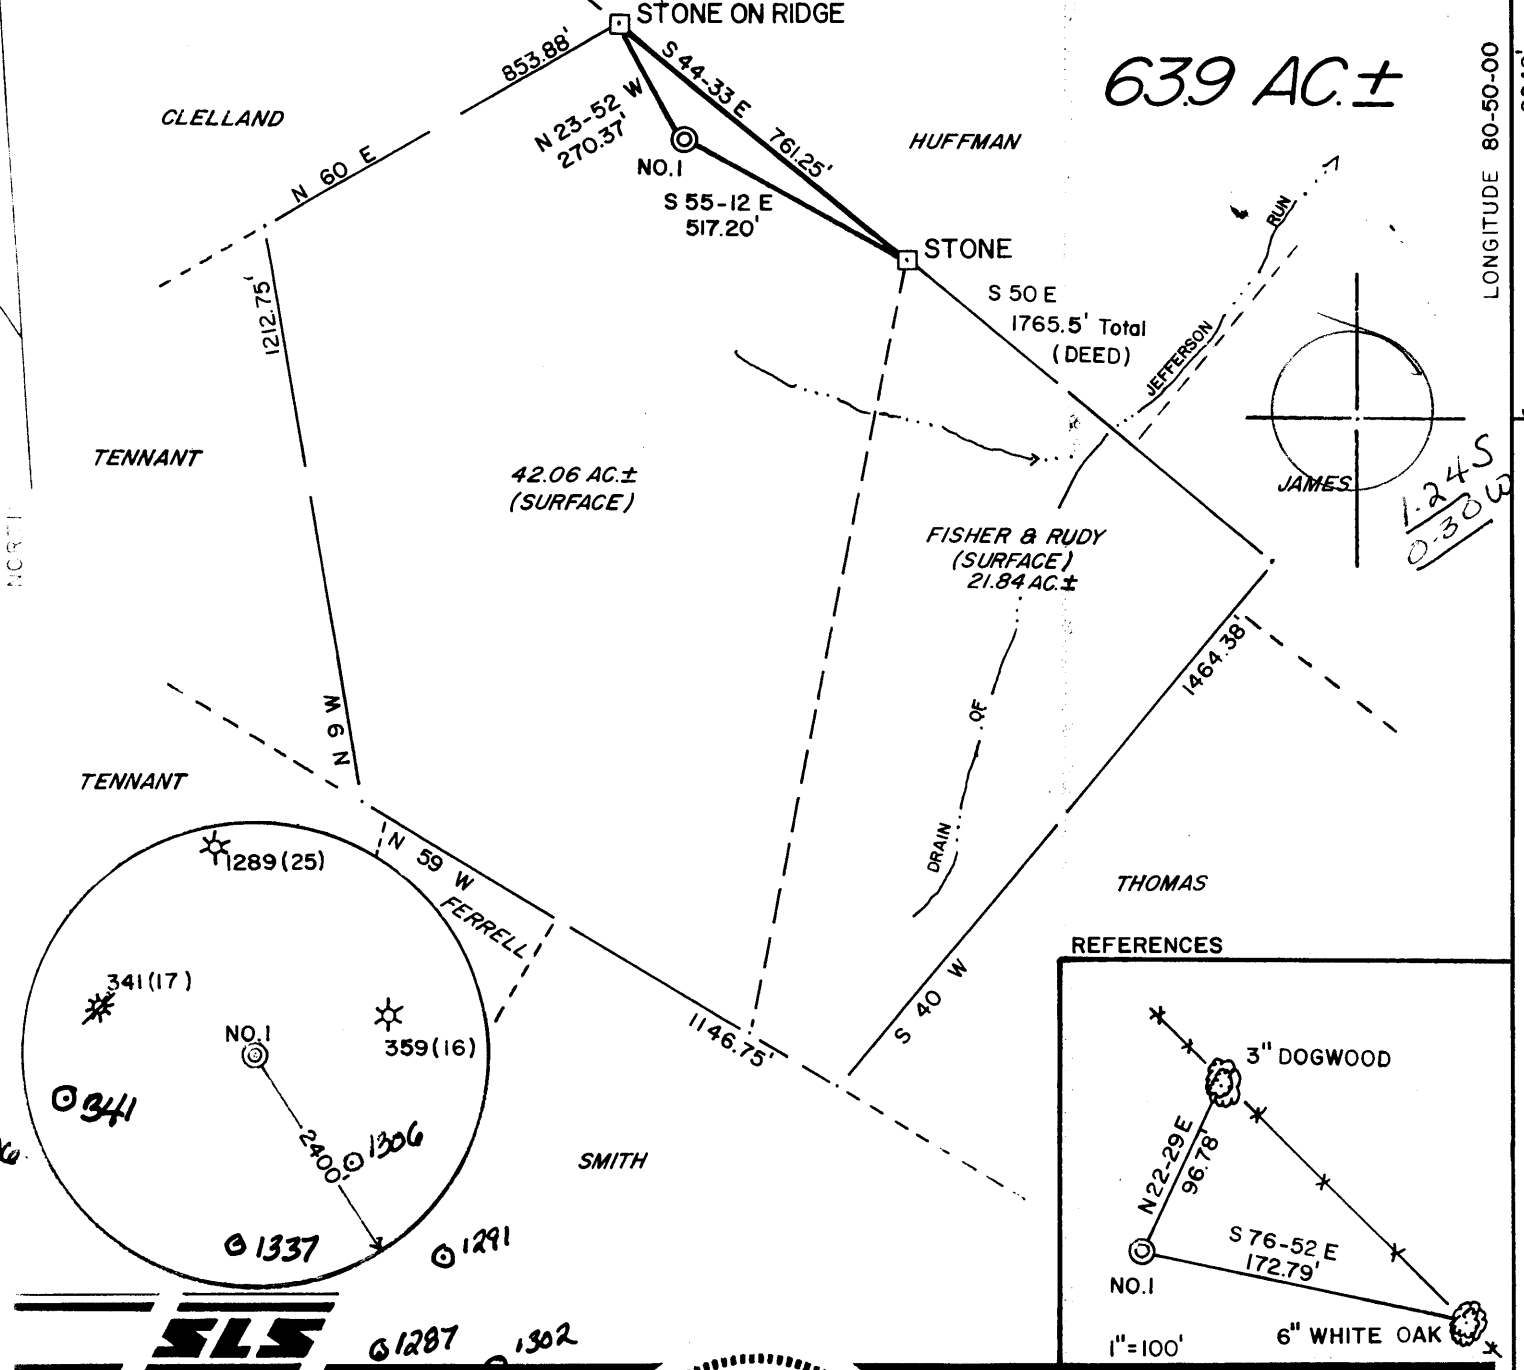 STONE ON RIDGE
853.88'
S 44-33 E 761.25'
63.9 AC.±
LONGITUDE 80-50-00
CLELLAND
N 23-52 W
270.37'
HUFFMAN
N 60 E
NO.1
S 55-12 E
517.20'
STONE
RUN
1212.75'
S 50 E
1765.5' Total
(DEED)
JEFFERSON
TENNANT
42.06 AC.±
(SURFACE)
JAMES
1.24 S
0.30 W
FISHER & RUDY
(SURFACE)
21.84 AC.±
1464.38'
N 9 W
OF
DRAIN
TENNANT
N 59 W
FERRELL
1289(25)
THOMAS
REFERENCES
341(17)
359(16)
NO.1
1146.75'
S 40 W
341
2400'
1306
1337
1291
SMITH
3" DOGWOOD
N 22-29 E
96.78'
S 76-52 E
172.79'
NO.1
1"=100'
6" WHITE OAK
SLS
1287
1302